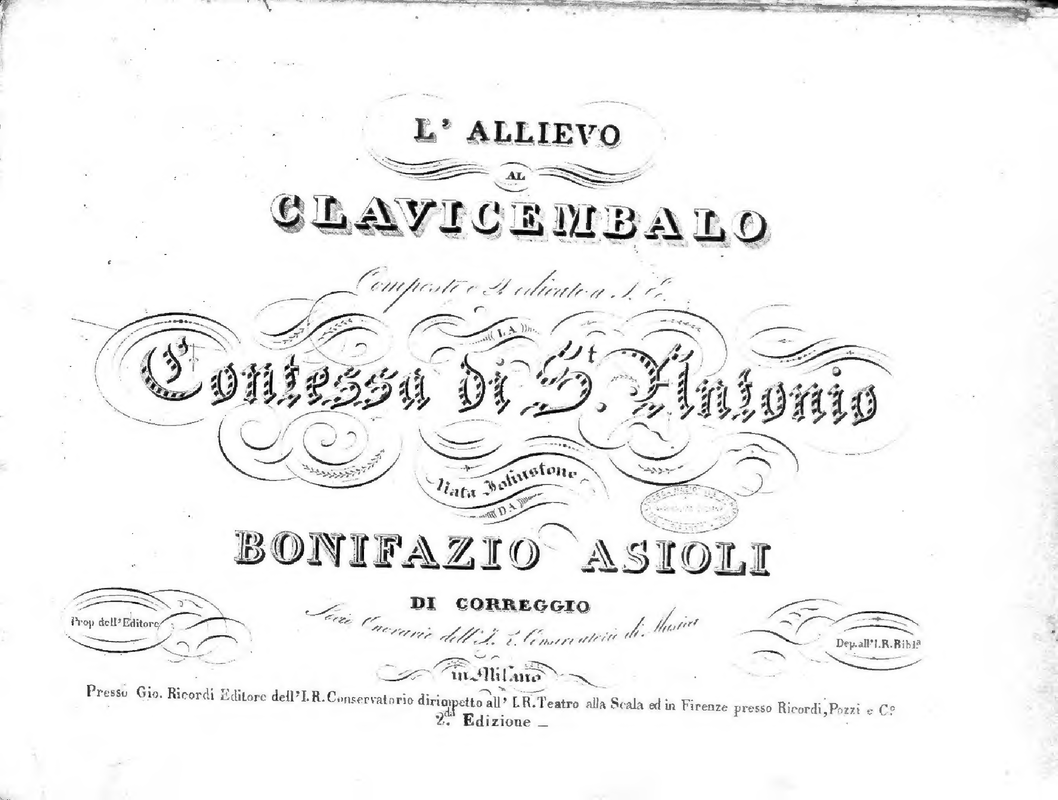 L' ALLIEVO
AL
CLAVICEMBALO
Composto e Dedicato a S. E.
LA
Contessa di S.t Antonio
Nata Johnstone
DA
BONIFAZIO ASIOLI
DI CORREGGIO
Socio Onorario dell' I. R. Conservatorio di Musica
in Milano
Prop dell' Editore
Dep. all' I. R. Bibl.a
Presso Gio. Ricordi Editore dell' I. R. Conservatorio dirimpetto all' I. R. Teatro alla Scala ed in Firenze presso Ricordi, Pozzi e C.o
2.da Edizione _